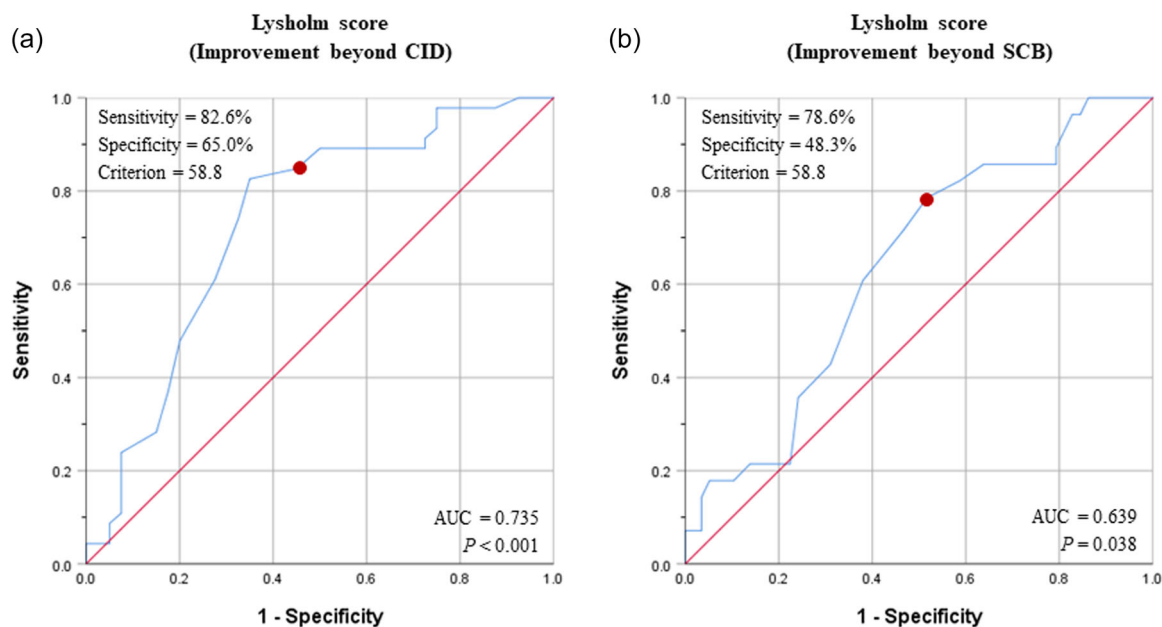 (a)
Lysholm score
(Improvement beyond CID)
Sensitivity = 82.6%
Specificity = 65.0%
Criterion = 58.8
1.0
0.8
0.6
0.4
0.2
0.0
Sensitivity
AUC = 0.735
P < 0.001
0.0 0.2 0.4 0.6 0.8 1.0
1 - Specificity
(b)
Lysholm score
(Improvement beyond SCB)
Sensitivity = 78.6%
Specificity = 48.3%
Criterion = 58.8
1.0
0.8
0.6
0.4
0.2
0.0
Sensitivity
AUC = 0.639
P = 0.038
0.0 0.2 0.4 0.6 0.8 1.0
1 - Specificity